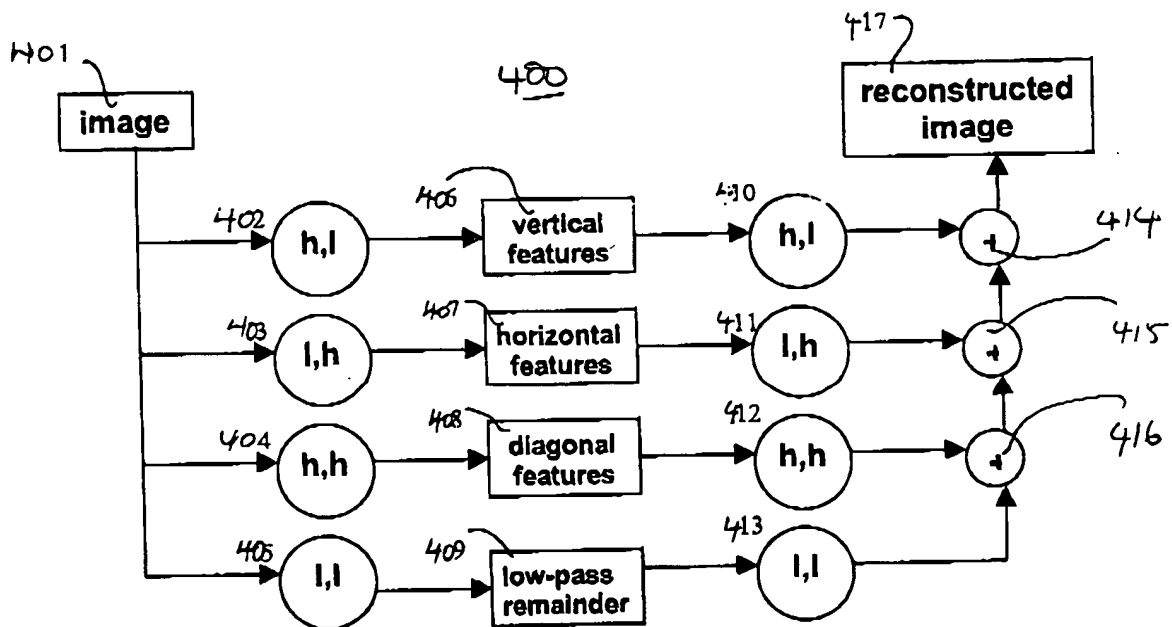 401
image
400
417
reconstructed
image
402
h,l
406
vertical
features
410
h,l
+
414
403
l,h
407
horizontal
features
411
l,h
+
415
404
h,h
408
diagonal
features
412
h,h
+
416
405
l,l
409
low-pass
remainder
413
l,l